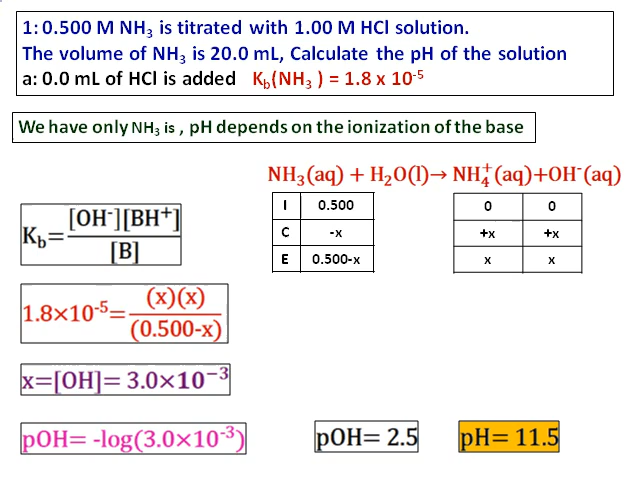 1: 0.500 M NH₃ is titrated with 1.00 M HCl solution.
The volume of NH₃ is 20.0 mL, Calculate the pH of the solution
a: 0.0 mL of HCl is added K_b(NH₃ ) = 1.8 x 10⁻⁵
We have only NH₃ is , pH depends on the ionization of the base
NH₃(aq) + H₂O(l)→ NH₄⁺(aq)+OH⁻(aq)
I 0.500 0 0
C -x +x +x
E 0.500-x x x
K_b= [OH⁻][BH⁺] / [B]
1.8×10⁻⁵= (x)(x) / (0.500-x)
x=[OH]= 3.0×10⁻³
pOH= -log(3.0×10⁻³) pOH= 2.5 pH= 11.5